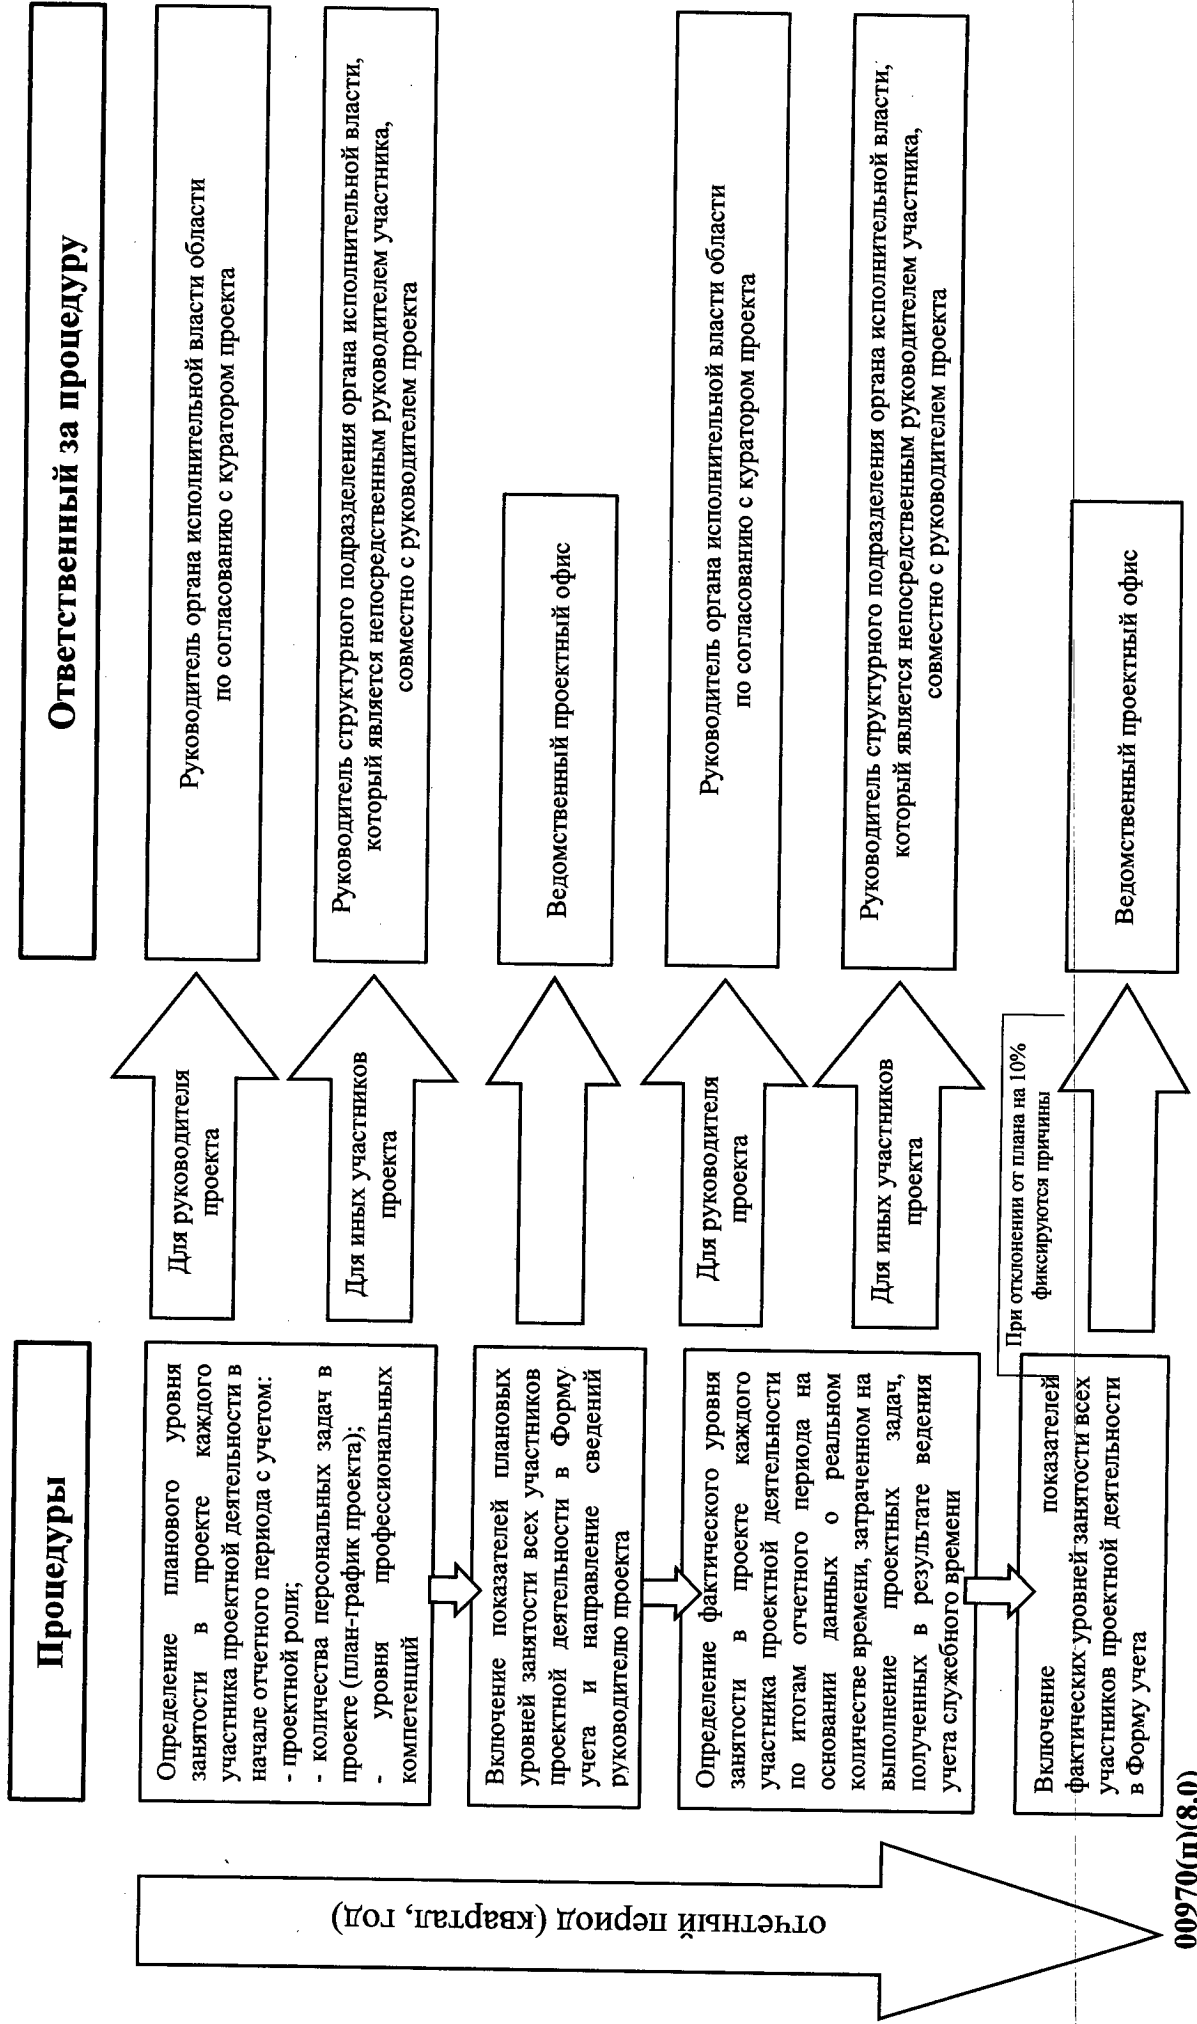 Процедуры
Ответственный за процедуру
отчетный период (квартал, год)
Определение планового уровня
занятости в проекте каждого
участника проектной деятельности в
начале отчетного периода с учетом:
- проектной роли;
- количества персональных задач в
проекте (план-график проекта);
- уровня профессиональных
компетенций
Для руководителя
проекта
Руководитель органа исполнительной власти области
по согласованию с куратором проекта
Для иных участников
проекта
Руководитель структурного подразделения органа исполнительной власти,
который является непосредственным руководителем участника,
совместно с руководителем проекта
Включение показателей плановых
уровней занятости всех участников
проектной деятельности в Форму
учета и направление сведений
руководителю проекта
Ведомственный проектный офис
Определение фактического уровня
занятости в проекте каждого
участника проектной деятельности
по итогам отчетного периода на
основании данных о реальном
количестве времени, затраченном на
выполнение проектных задач,
полученных в результате ведения
учета служебного времени
Для руководителя
проекта
Руководитель органа исполнительной власти области
по согласованию с куратором проекта
Для иных участников
проекта
Руководитель структурного подразделения органа исполнительной власти,
который является непосредственным руководителем участника,
совместно с руководителем проекта
При отклонении от плана на 10%
фиксируются причины
Включение показателей
фактических уровней занятости всех
участников проектной деятельности
в Форму учета
Ведомственный проектный офис
00970(п)(8.0)